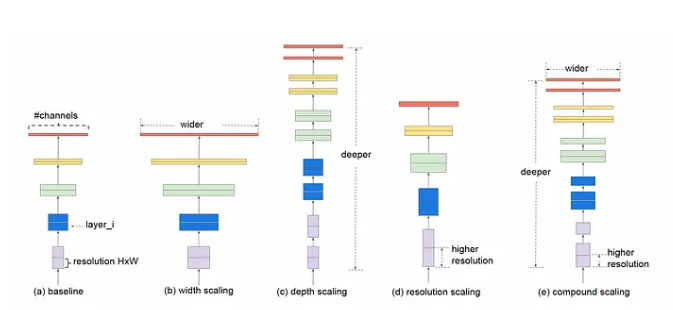 #channels
layer_i
resolution HxW
(a) baseline
wider
(b) width scaling
deeper
(c) depth scaling
higher
resolution
(d) resolution scaling
wider
deeper
higher
resolution
(e) compound scaling